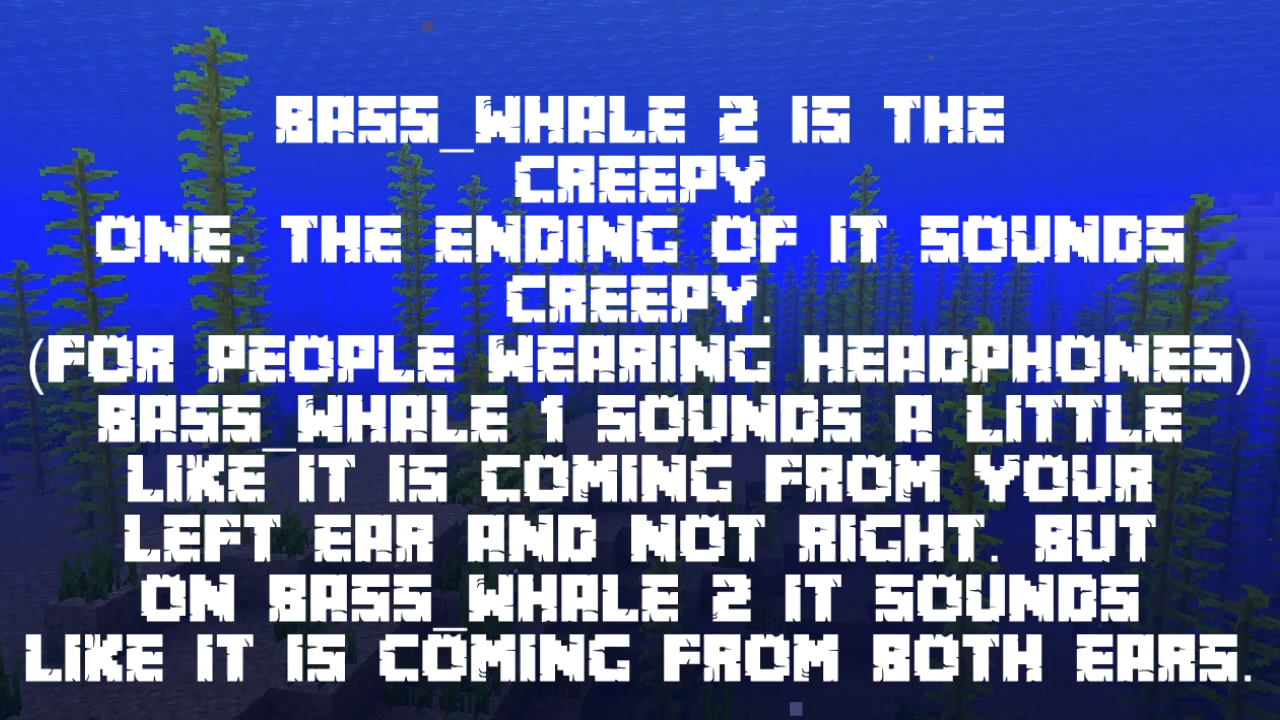 BASS_WHALE 2 IS THE
CREEPY
ONE. THE ENDING OF IT SOUNDS
CREEPY.
(FOR PEOPLE WEARING HEADPHONES)
BASS_WHALE 1 SOUNDS A LITTLE
LIKE IT IS COMING FROM YOUR
LEFT EAR AND NOT RIGHT. BUT
ON BASS_WHALE 2 IT SOUNDS
LIKE IT IS COMING FROM BOTH EARS.